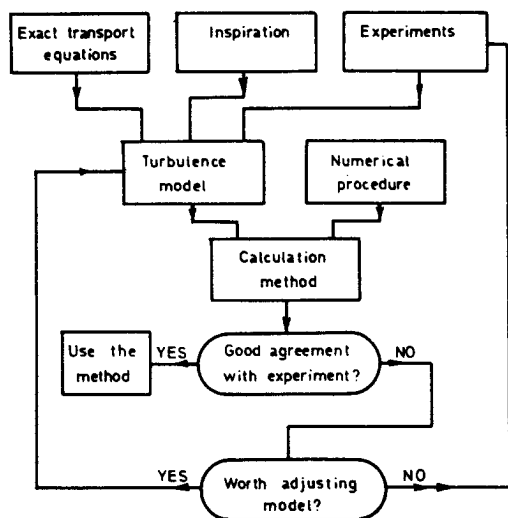 Exact transport
equations
Inspiration
Experiments
Turbulence
model
Numerical
procedure
Calculation
method
Use the
method
YES
Good agreement
with experiment?
NO
YES
Worth adjusting
model?
NO